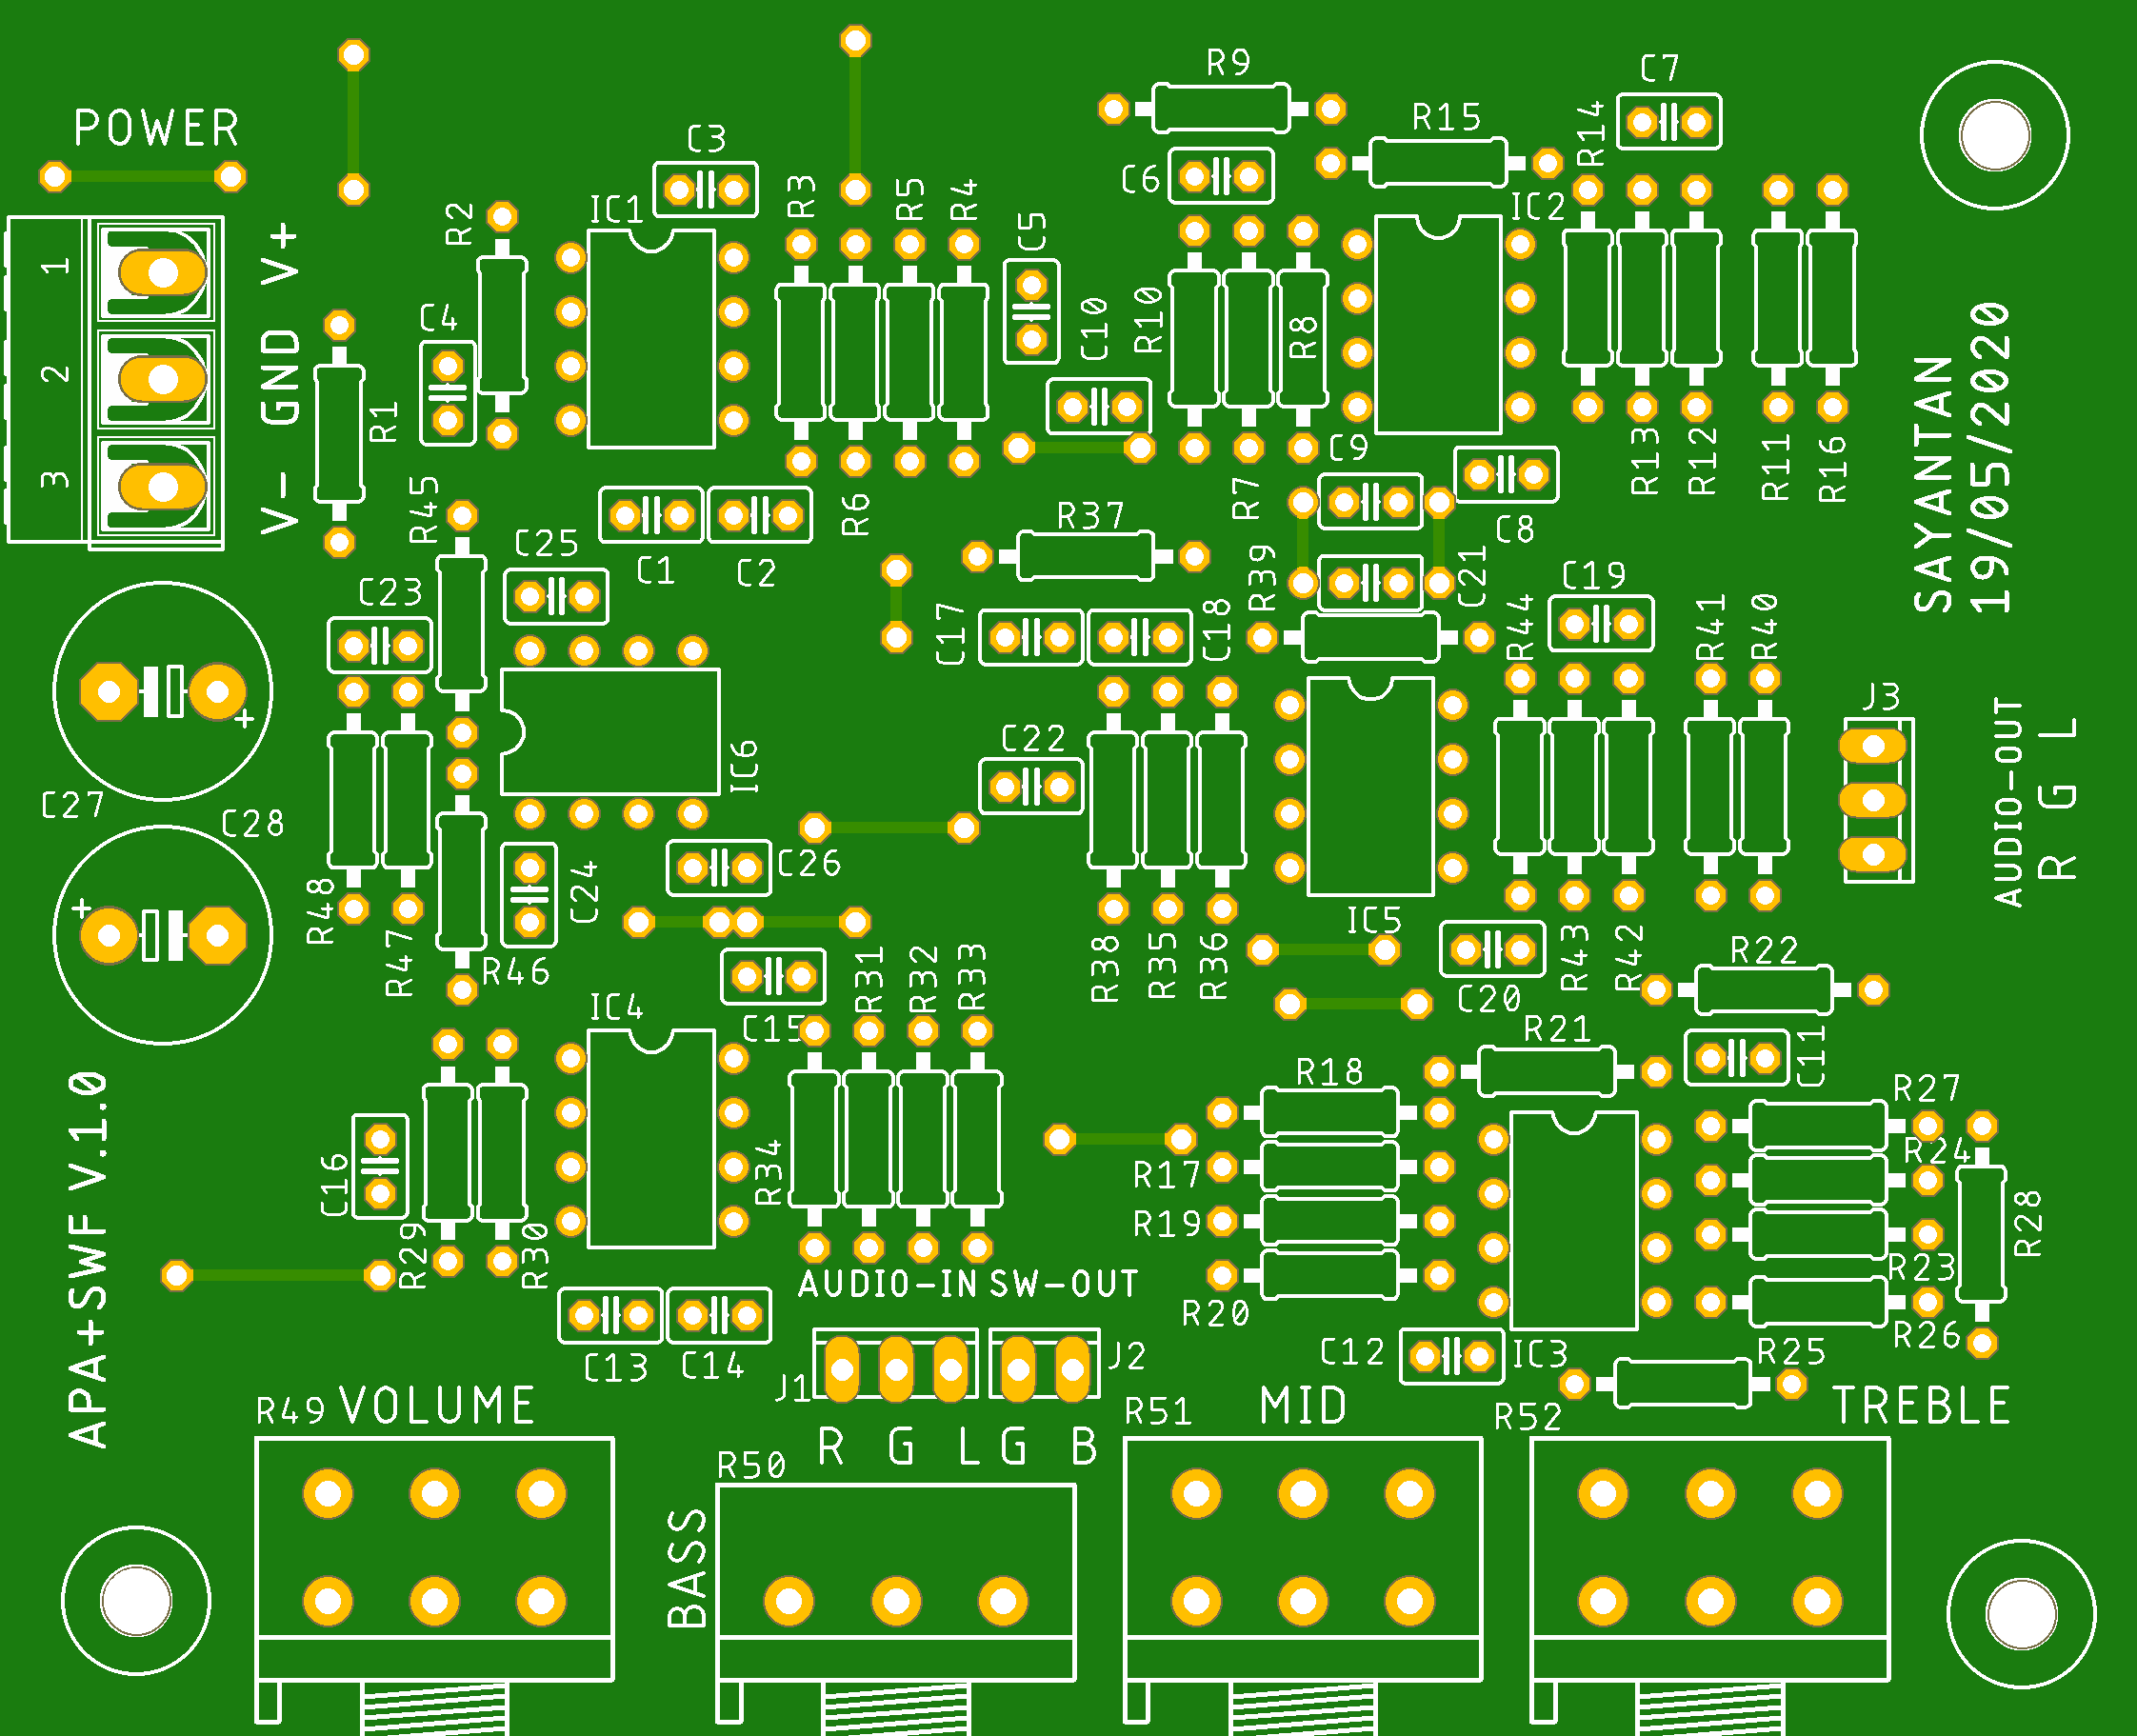 POWER
R9
C7
C3
R15
R14
R2
IC1
R3
R5
R4
C6
IC2
C5
1
V+
C4
C10
R10
R8
2
GND
R1
3
V-
R45
R6
R7
C9
R13
R12
R11
R16
SAYANTAN
19/05/2020
C25
C1
C2
R37
C8
C23
R39
C21
C19
C17
C18
R44
R41
R40
IC6
C22
J3
AUDIO-OUT
L
G
R
C27
C28
C26
C24
R48
R47
R46
IC5
R38
R35
R36
R43
R42
R22
IC4
C15
R31
R32
R33
C20
R21
C11
R18
R27
R24
APA+SWF V.1.0
C16
R34
R17
R19
R28
R29
R30
AUDIO-IN
SW-OUT
R20
R23
R26
C13
C14
J1
J2
C12
IC3
R25
R49
VOLUME
R51
MID
R52
TREBLE
R G L
G B
R50
BASS